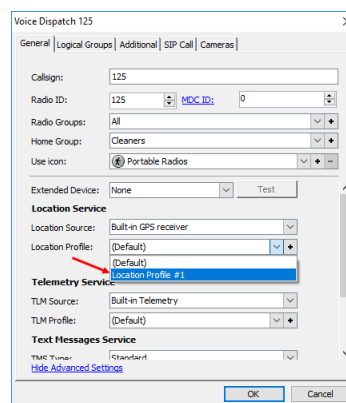 Voice Dispatch 125
General Logical Groups Additional SIP Call Cameras
Callsign: 125
Radio ID: 125 MDC ID: 0
Radio Groups: All
Home Group: Cleaners
Use icon: Portable Radios
Extended Device: None Test
Location Service
Location Source: Built-in GPS receiver
Location Profile: (Default)
(Default)
Location Profile #1
Telemetry Service
TLM Source: Built-in Telemetry
TLM Profile: (Default)
Text Messages Service
TMS Type: Standard
Hide Advanced Settings
OK Cancel